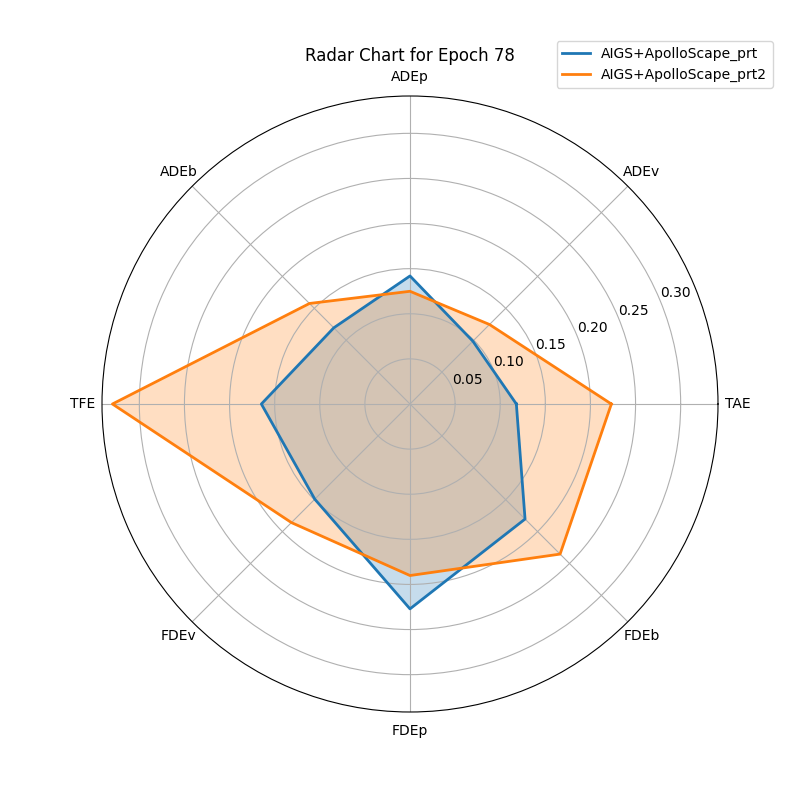 Radar Chart for Epoch 78
AIGS+ApolloScape_prt
AIGS+ApolloScape_prt2
ADEp
ADEb
ADEv
0.30
0.25
0.20
0.15
0.10
0.05
TFE
TAE
FDEv
FDEb
FDEp